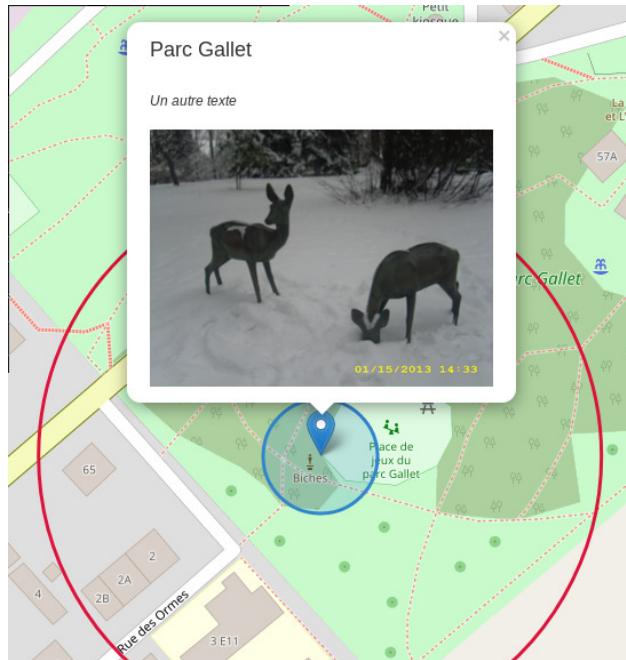 Petit
kiosque
×
Parc Gallet
Un autre texte
01/15/2013 14:33
La
et L'
57A
Parc Gallet
Place de
jeux du
parc Gallet
Biches
65
2
2A
2B
4
Rue des Ormes
3 E11